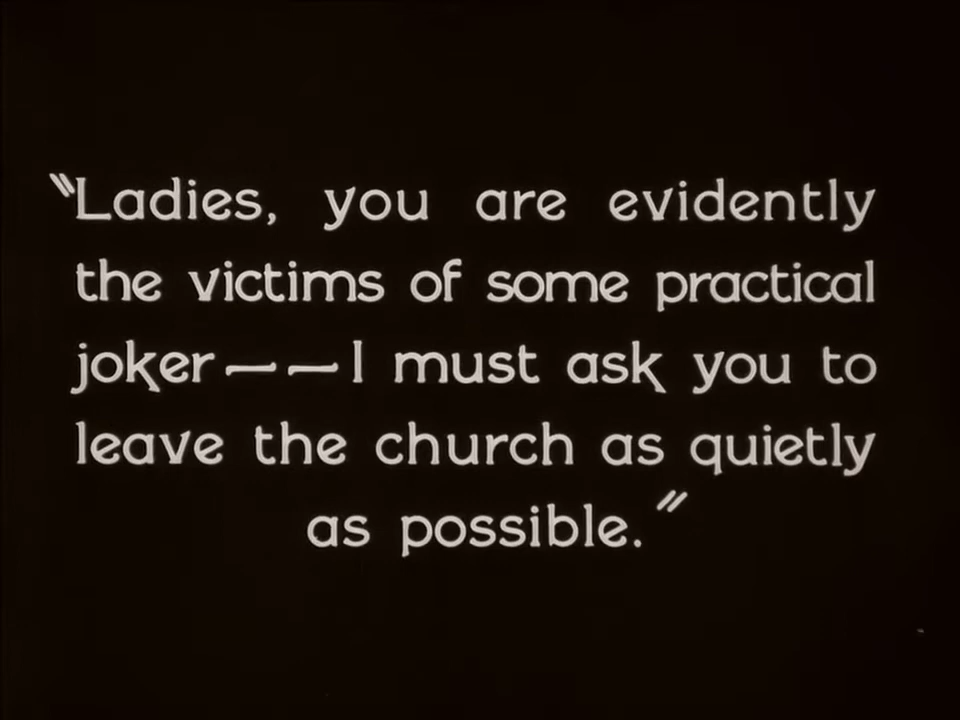 "Ladies, you are evidently
the victims of some practical
joker——I must ask you to
leave the church as quietly
as possible."